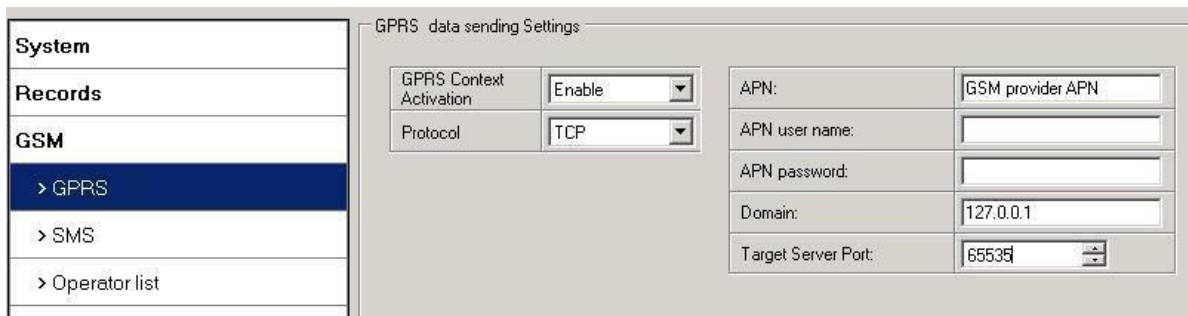 System
Records
GSM
> GPRS
> SMS
> Operator list
GPRS data sending Settings
GPRS Context
Activation
Enable
Protocol
TCP
APN:
GSM provider APN
APN user name:
APN password:
Domain:
127.0.0.1
Target Server Port:
65535